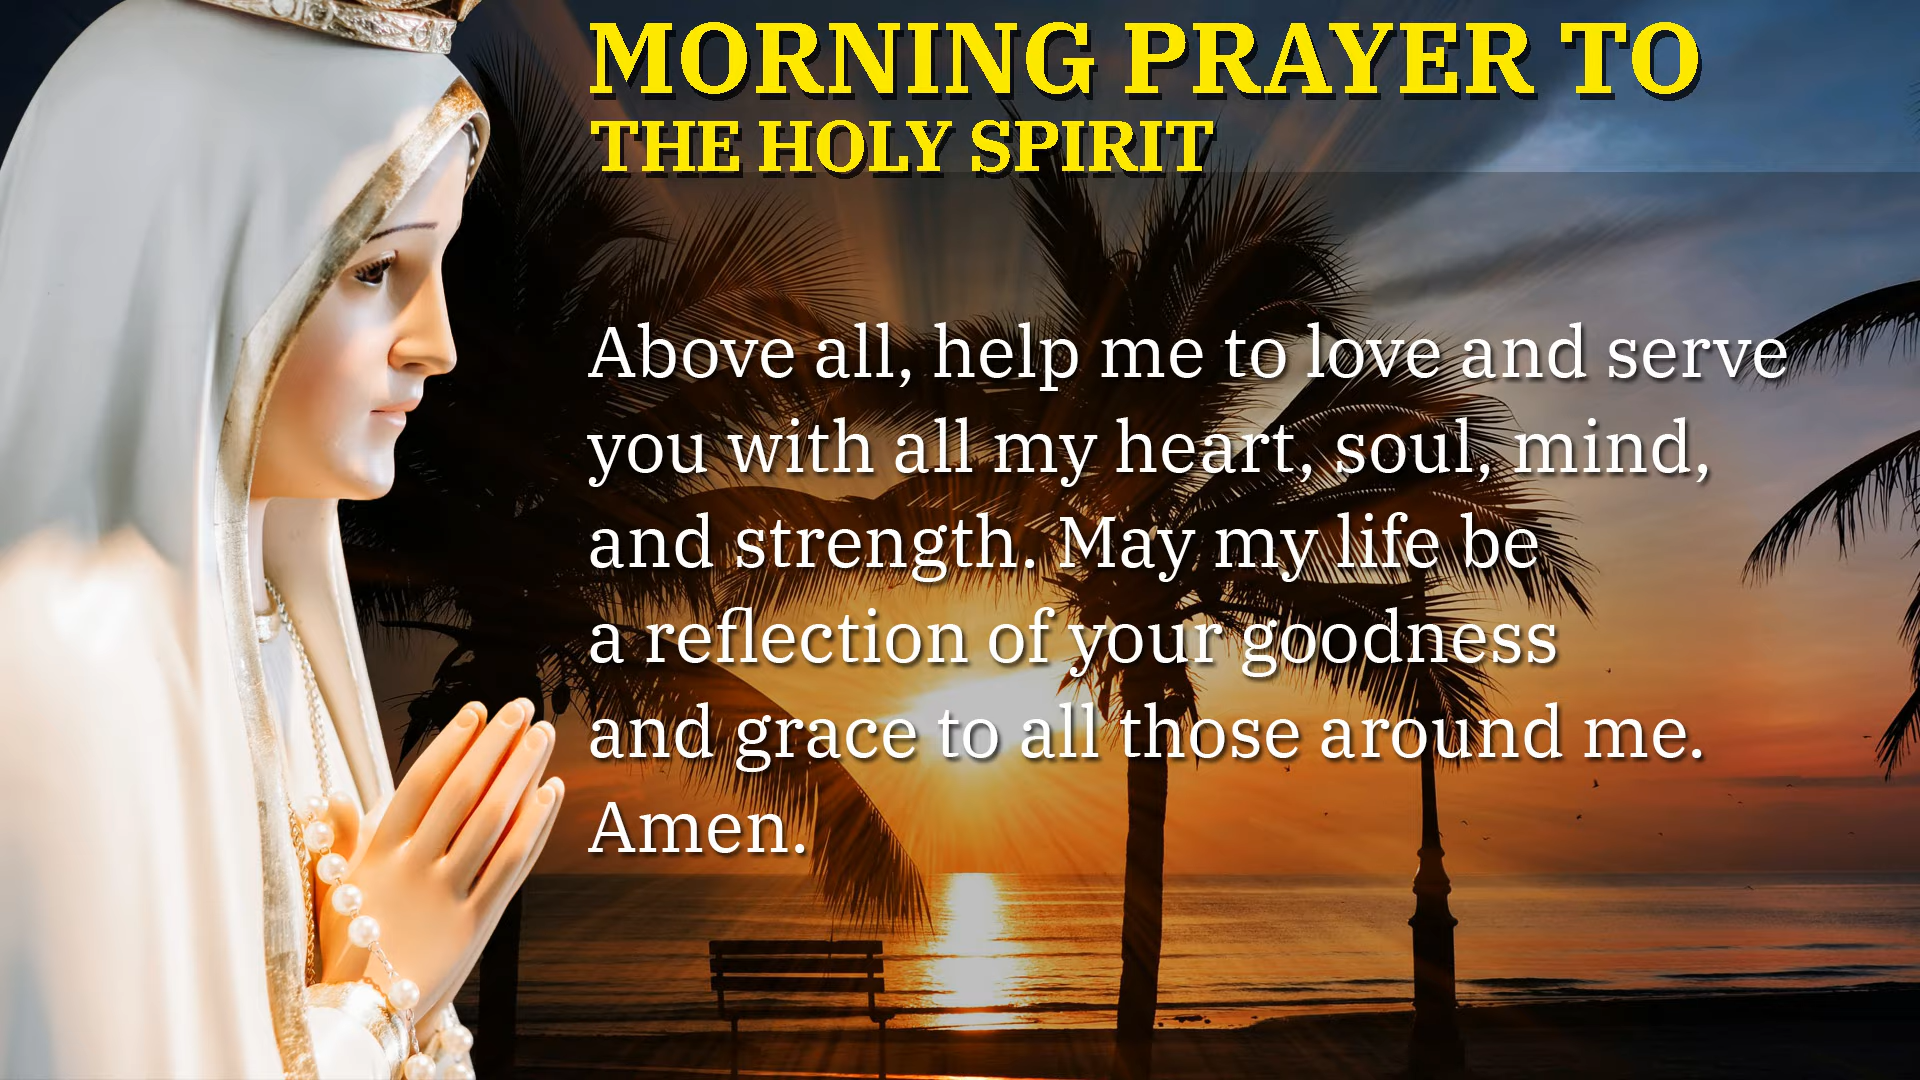 MORNING PRAYER TO
THE HOLY SPIRIT
Above all, help me to love and serve
you with all my heart, soul, mind,
and strength. May my life be
a reflection of your goodness
and grace to all those around me.
Amen.